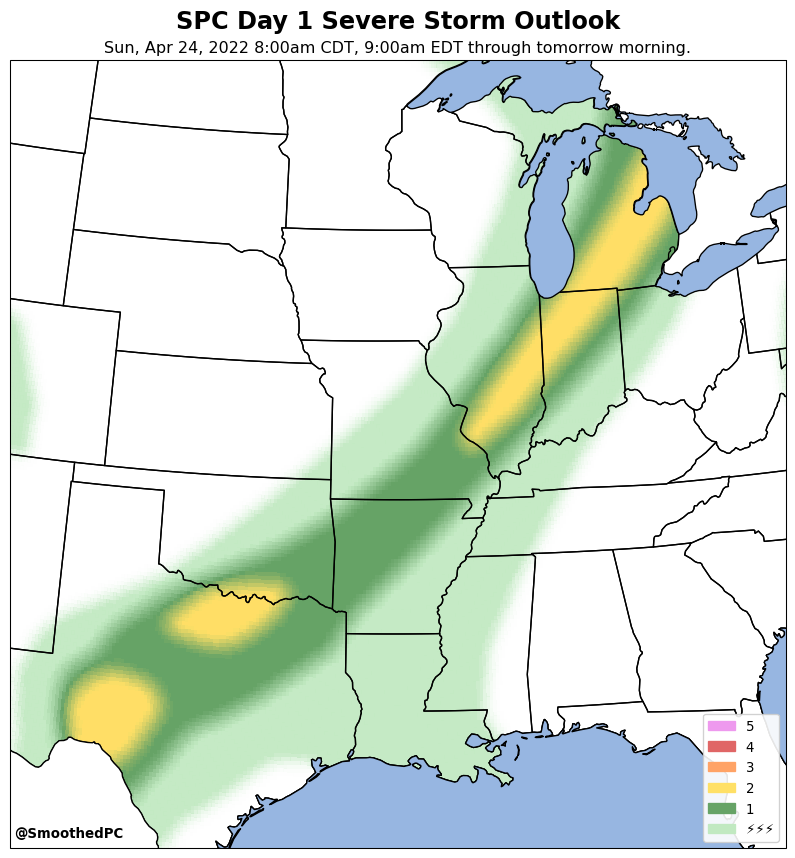 SPC Day 1 Severe Storm Outlook
Sun, Apr 24, 2022 8:00am CDT, 9:00am EDT through tomorrow morning.
5
4
3
2
1
⚡⚡⚡
@SmoothedPC